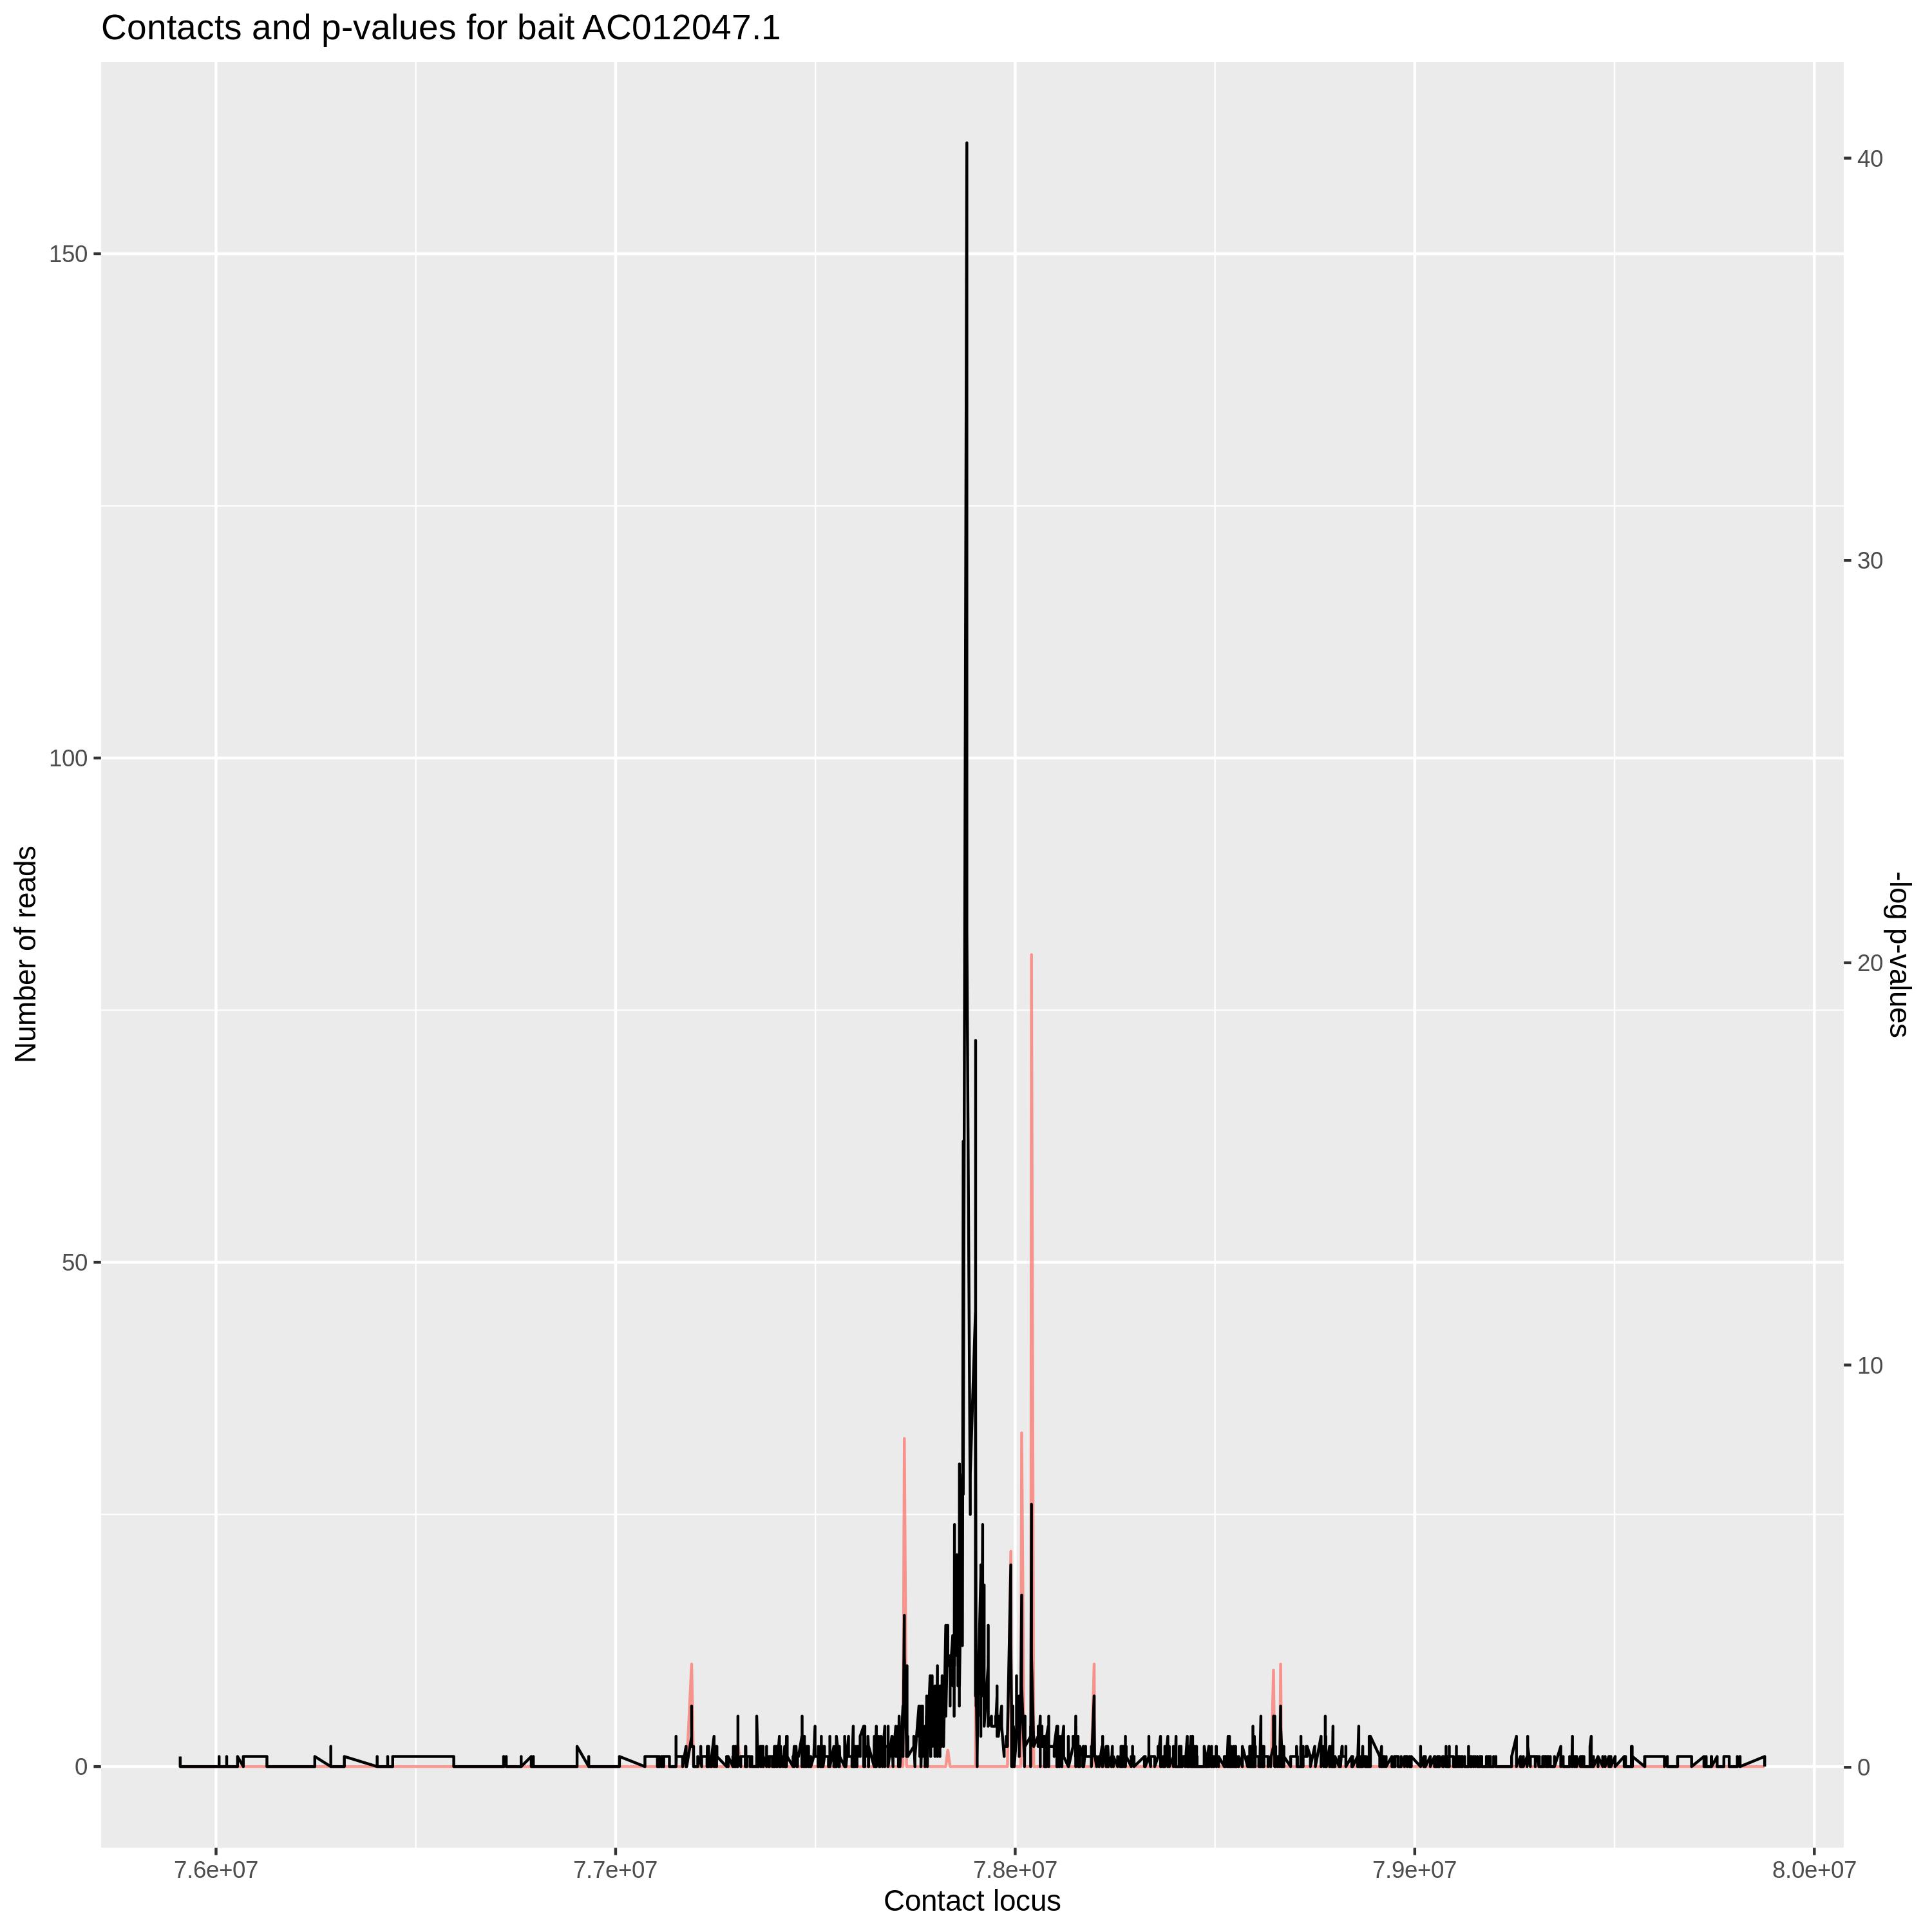 Contacts and p-values for bait AC012047.1
150
100
50
0
Number of reads
40
30
20
10
0
-log p-values
7.6e+07 7.7e+07 7.8e+07 7.9e+07 8.0e+07
Contact locus